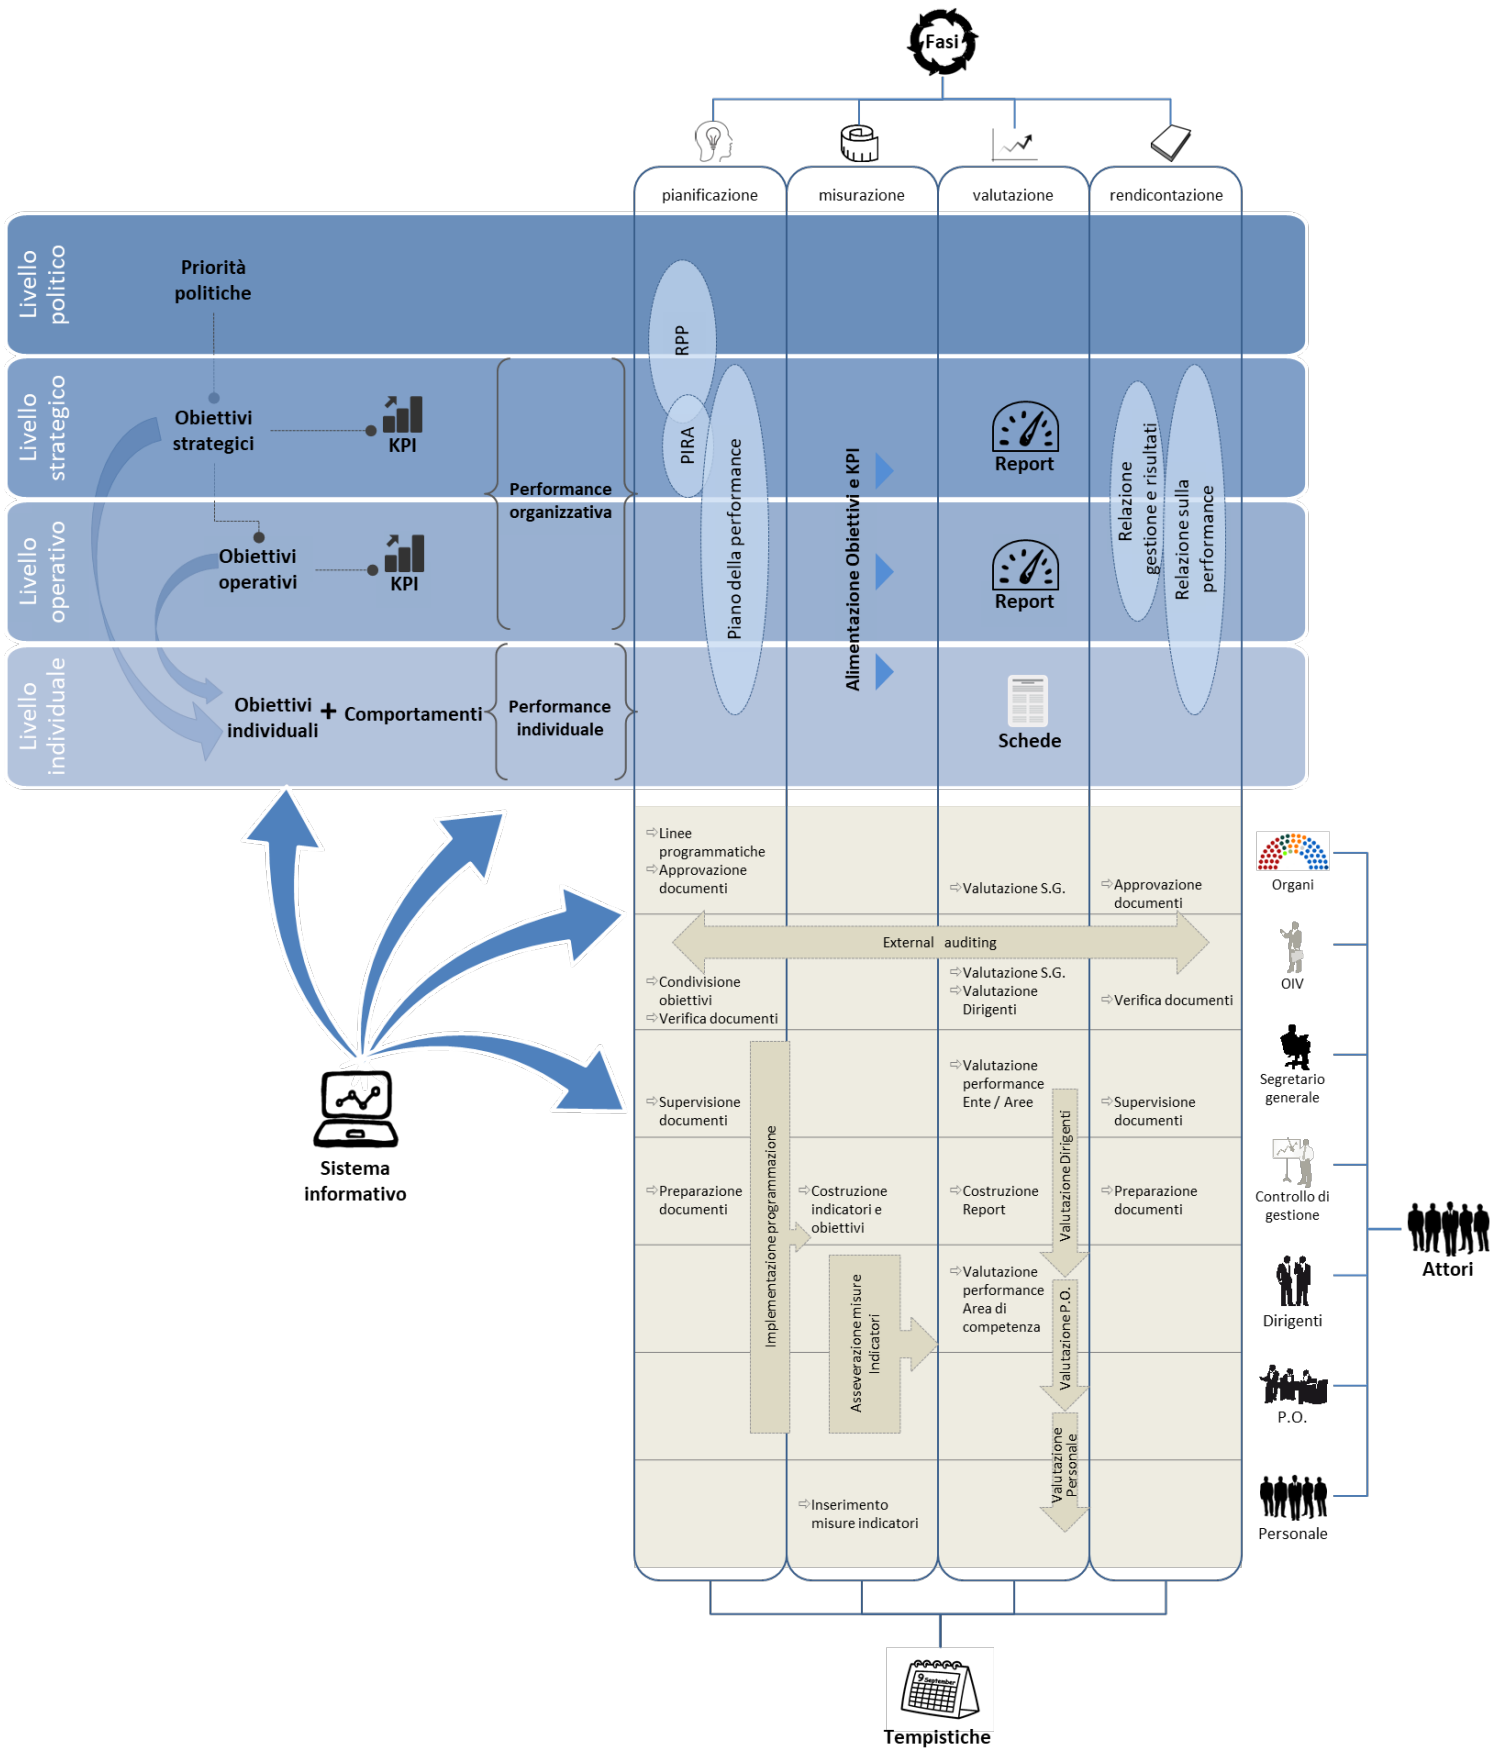 Fasi
pianificazione
misurazione
valutazione
rendicontazione
Livello
politico
Priorità
politiche
RPP
Livello
strategico
Obiettivi
strategici
KPI
Performance
organizzativa
PIRA
Piano della performance
Alimentazione Obiettivi e KPI
Report
Relazione
gestione e risultati
Relazione sulla
performance
Livello
operativo
Obiettivi
operativi
KPI
Report
Livello
individuale
Obiettivi
individuali
+
Comportamenti
Performance
individuale
Schede
Linee
programmatiche
Approvazione
documenti
Valutazione S.G.
Approvazione
documenti
Organi
External auditing
Condivisione
obiettivi
Verifica documenti
Valutazione S.G.
Valutazione
Dirigenti
Verifica documenti
OIV
Supervisione
documenti
Valutazione
performance
Ente / Aree
Supervisione
documenti
Segretario
generale
Implementazione programmazione
Valutazione Dirigenti
Preparazione
documenti
Costruzione
indicatori e
obiettivi
Costruzione
Report
Preparazione
documenti
Controllo di
gestione
Asseverazione misure
Indicatori
Valutazione
performance
Area di
competenza
Valutazione P.O.
Dirigenti
P.O.
Valutazione
Personale
Inserimento
misure indicatori
Personale
Attori
Sistema
informativo
9 September
Tempistiche